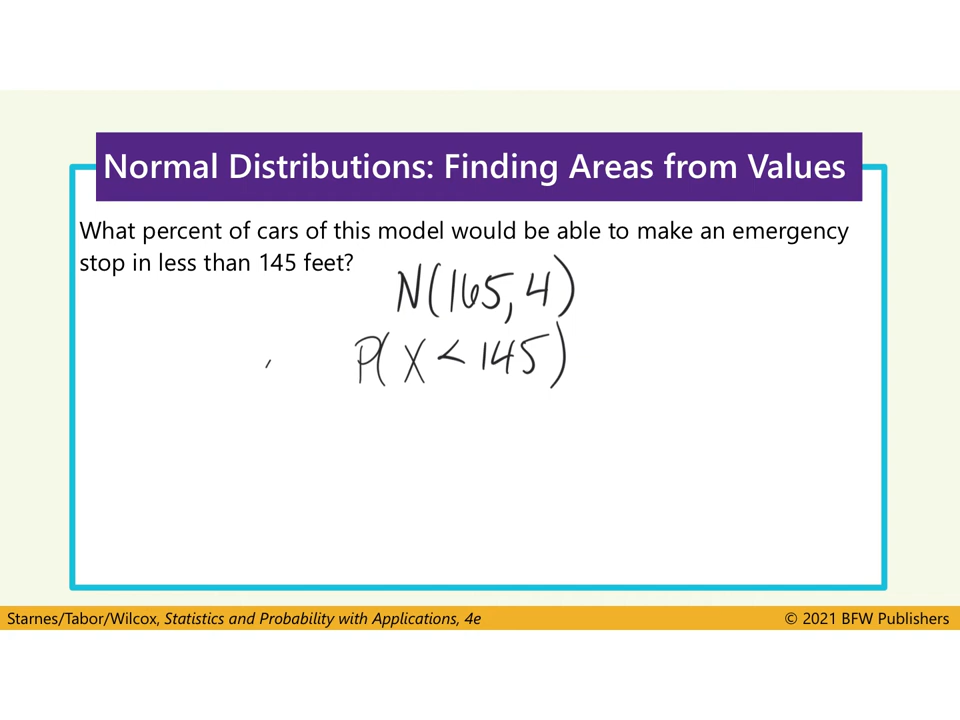 Normal Distributions: Finding Areas from Values
What percent of cars of this model would be able to make an emergency
stop in less than 145 feet?
N(165,4)
P(X<145)
Starnes/Tabor/Wilcox, Statistics and Probability with Applications, 4e
© 2021 BFW Publishers